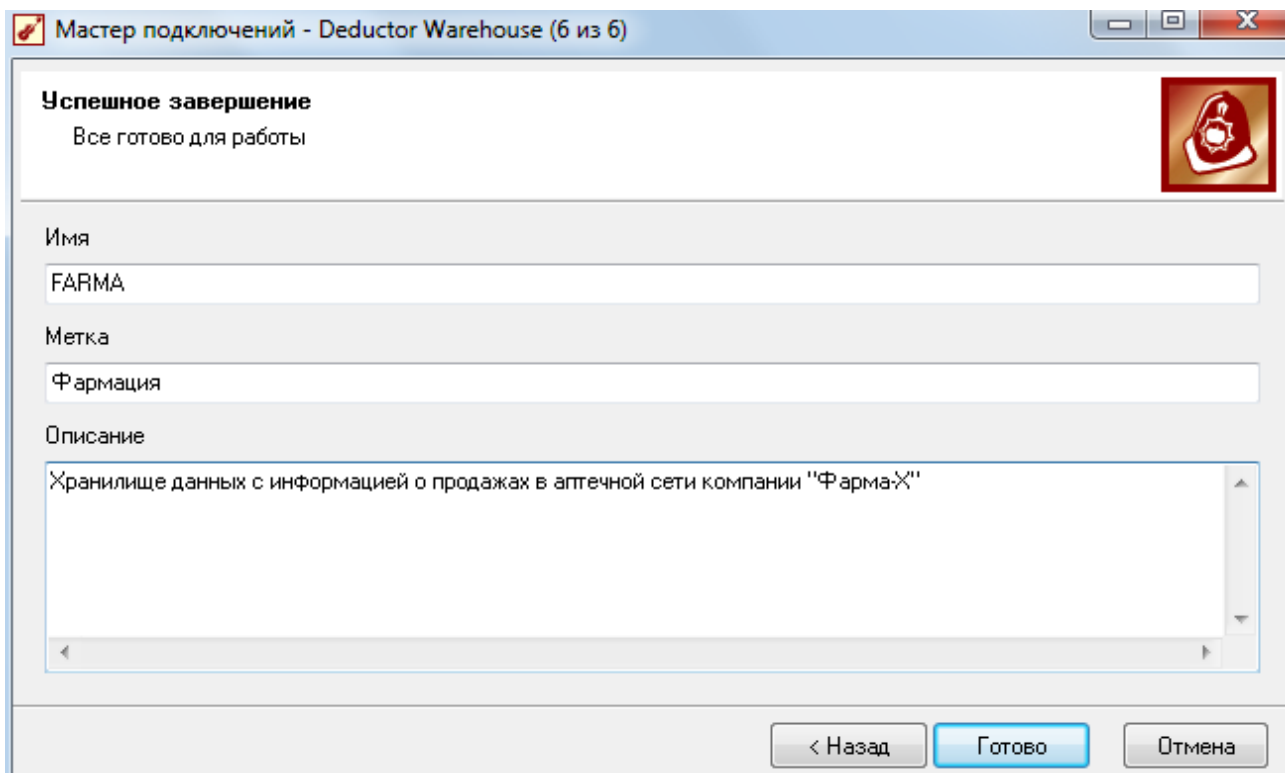 Мастер подключений - Deductor Warehouse (6 из 6)
Успешное завершение
Все готово для работы
Имя
FARMA
Метка
Фармация
Описание
Хранилище данных с информацией о продажах в аптечной сети компании "Фарма-Х"
< Назад
Готово
Отмена